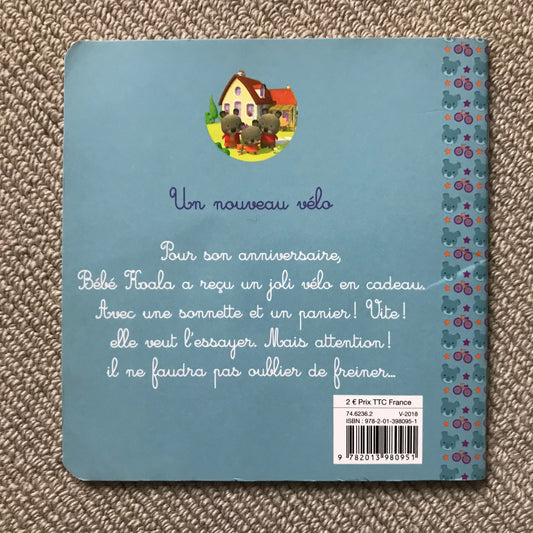 Un nouveau vélo
Pour son anniversaire,
Bébé Koala a reçu un joli vélo en cadeau.
Avec une sonnette et un panier ! Vite !
elle veut l'essayer. Mais attention !
il ne faudra pas oublier de freiner...
2 € Prix TTC France
74.6236.2 V-2018
ISBN : 978-2-01-398095-1
9 782013 980951